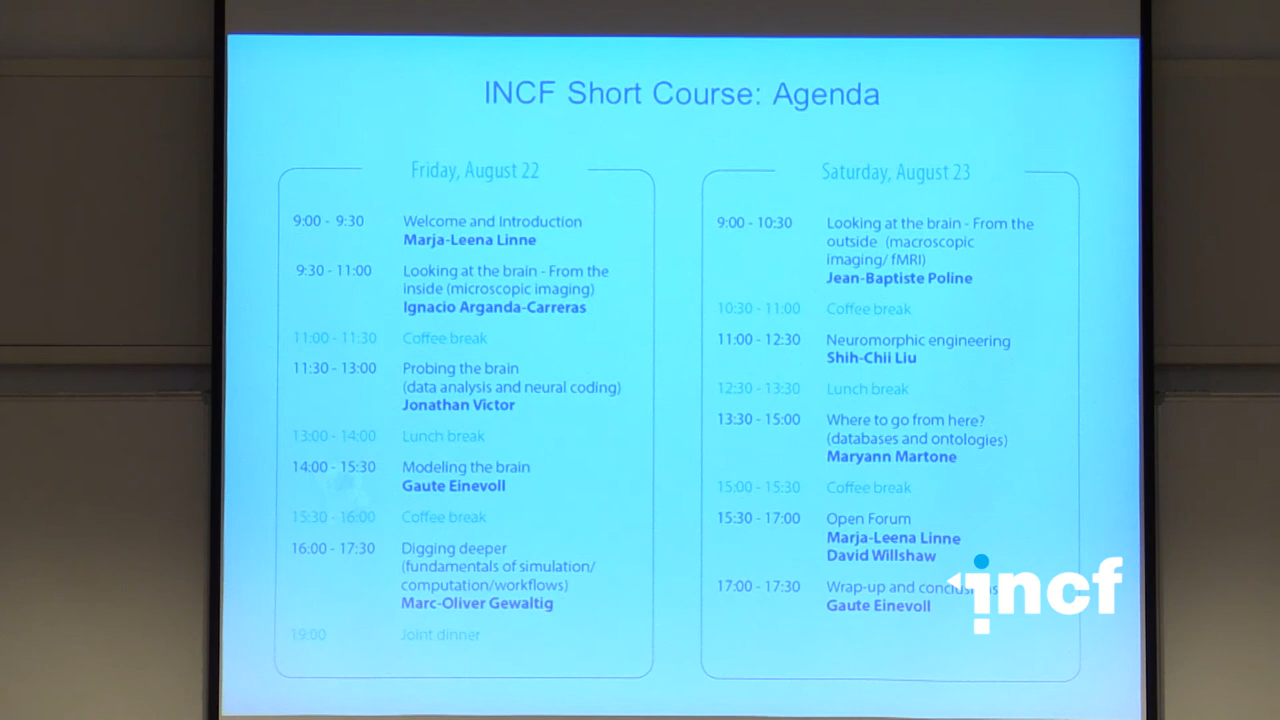 INCF Short Course: Agenda
Friday, August 22
9:00 - 9:30 Welcome and Introduction
Marja-Leena Linne
9:30 - 11:00 Looking at the brain - From the
inside (microscopic imaging)
Ignacio Arganda-Carreras
11:00 - 11:30 Coffee break
11:30 - 13:00 Probing the brain
(data analysis and neural coding)
Jonathan Victor
13:00 - 14:00 Lunch break
14:00 - 15:30 Modeling the brain
Gaute Einevoll
15:30 - 16:00 Coffee break
16:00 - 17:30 Digging deeper
(fundamentals of simulation/
computation/workflows)
Marc-Oliver Gewaltig
19:00 Joint dinner
Saturday, August 23
9:00 - 10:30 Looking at the brain - From the
outside (macroscopic
imaging/ fMRI)
Jean-Baptiste Poline
10:30 - 11:00 Coffee break
11:00 - 12:30 Neuromorphic engineering
Shih-Chii Liu
12:30 - 13:30 Lunch break
13:30 - 15:00 Where to go from here?
(databases and ontologies)
Maryann Martone
15:00 - 15:30 Coffee break
15:30 - 17:00 Open Forum
Marja-Leena Linne
David Willshaw
17:00 - 17:30 Wrap-up and
Gaute Einevoll
incf